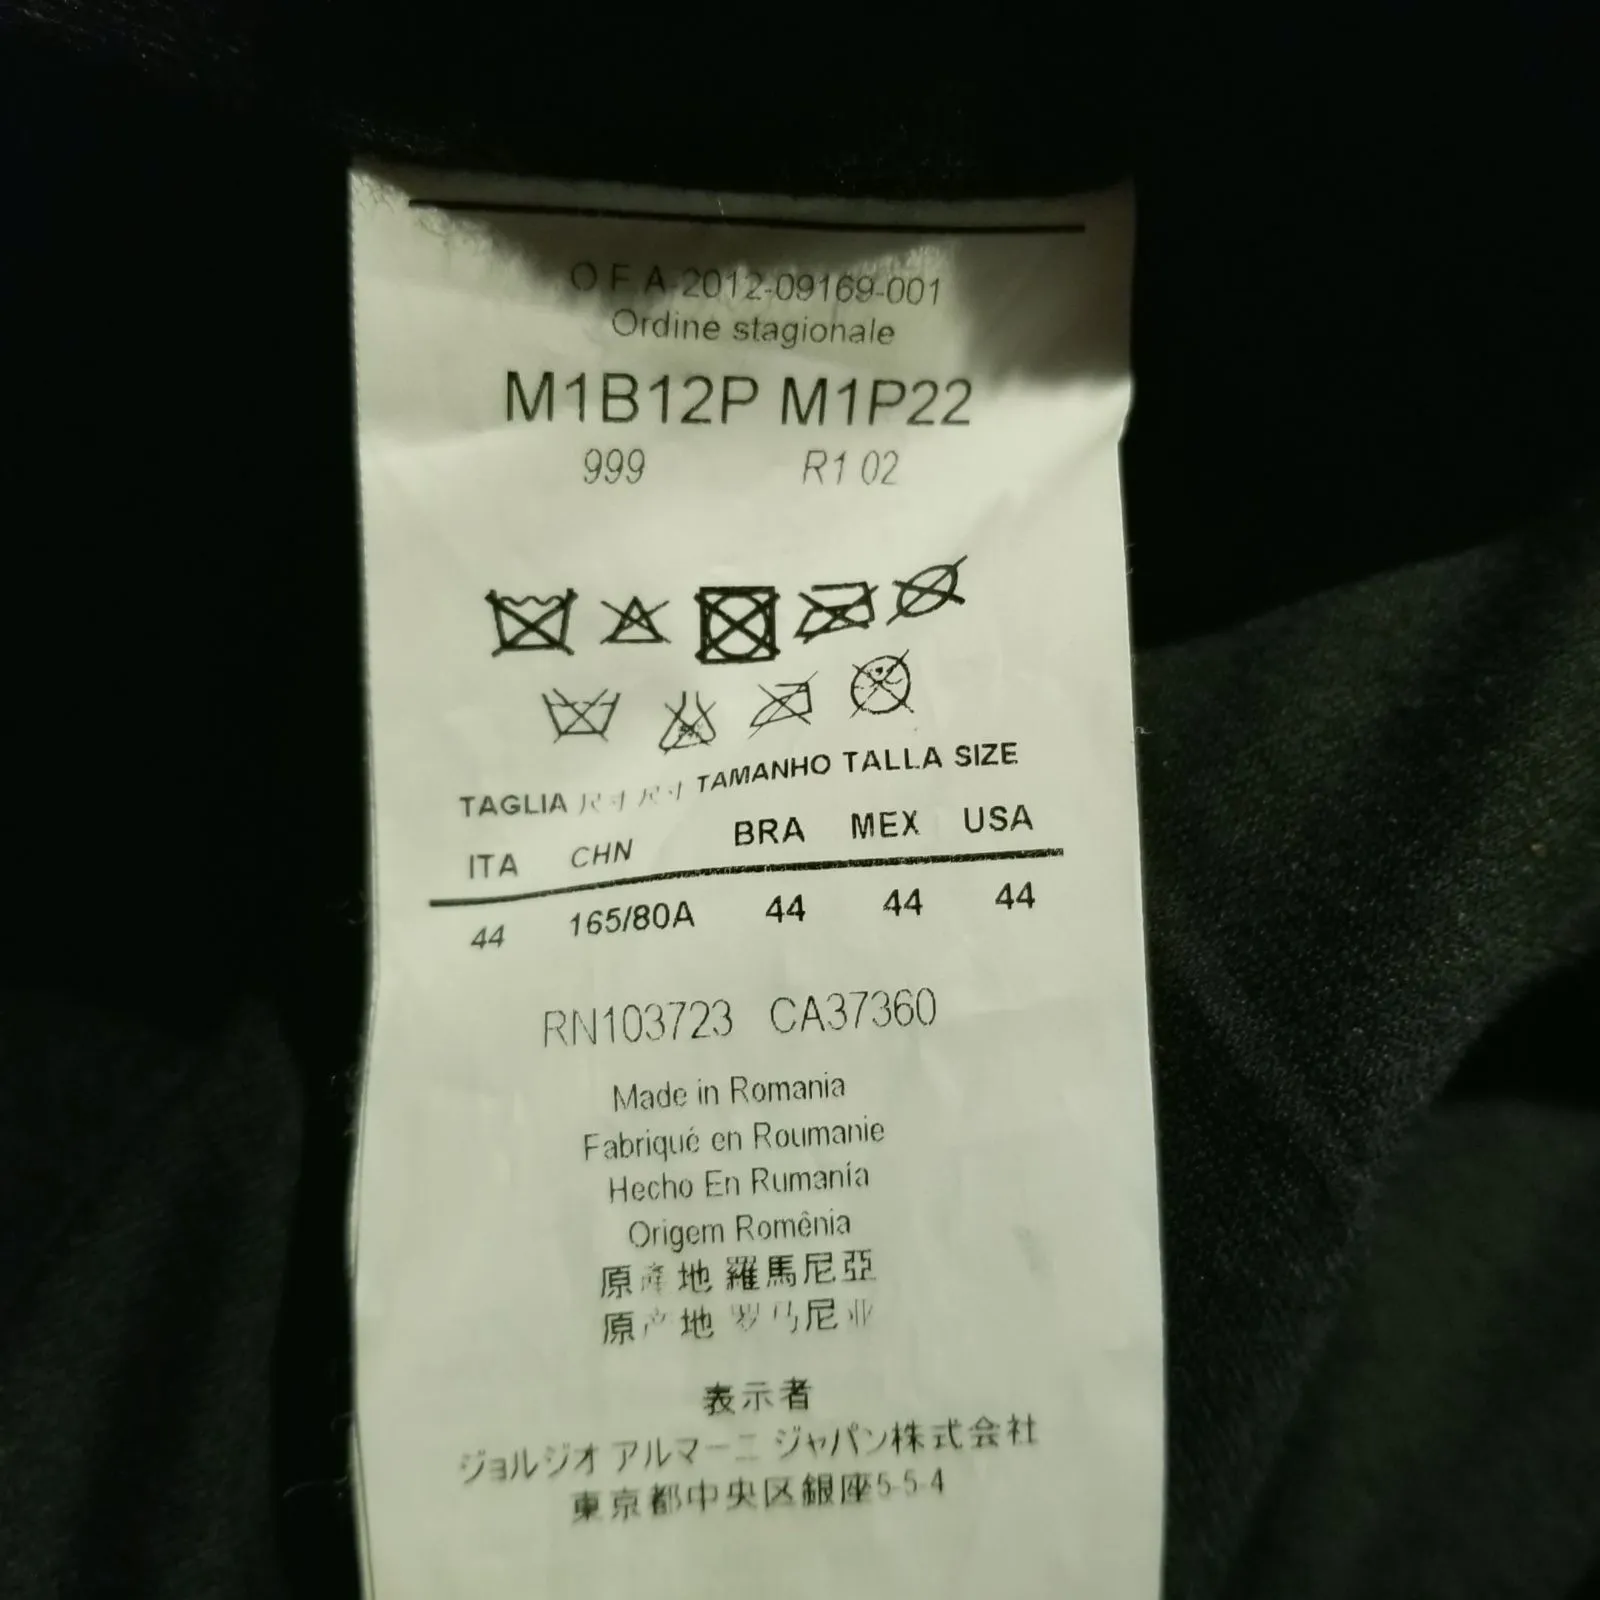 O F A-2012-09169-001
Ordine stagionale
M1B12P M1P22
999 R1 02
TAGLIA 尺寸 尺寸 TAMANHO TALLA SIZE
ITA CHN BRA MEX USA
44 165/80A 44 44 44
RN103723 CA37360
Made in Romania
Fabriqué en Roumanie
Hecho En Rumanía
Origem Romênia
原產地 羅馬尼亞
原产地 罗马尼亚
表示者
ジョルジオ アルマーニ ジャパン株式会社
東京都中央区銀座5-5-4